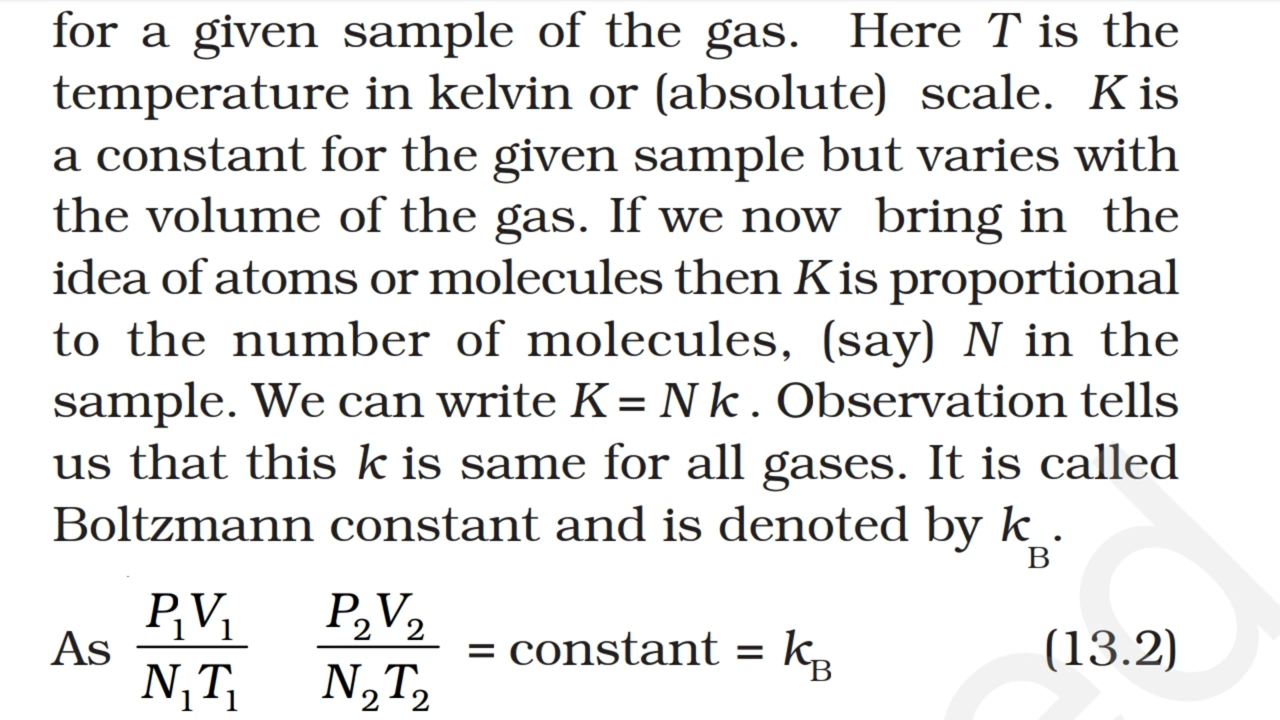 for a given sample of the gas. Here T is the
temperature in kelvin or (absolute) scale. K is
a constant for the given sample but varies with
the volume of the gas. If we now bring in the
idea of atoms or molecules then K is proportional
to the number of molecules, (say) N in the
sample. We can write K = N k . Observation tells
us that this k is same for all gases. It is called
Boltzmann constant and is denoted by k_B.
As P₁V₁/N₁T₁ P₂V₂/N₂T₂ = constant = k_B (13.2)
ed